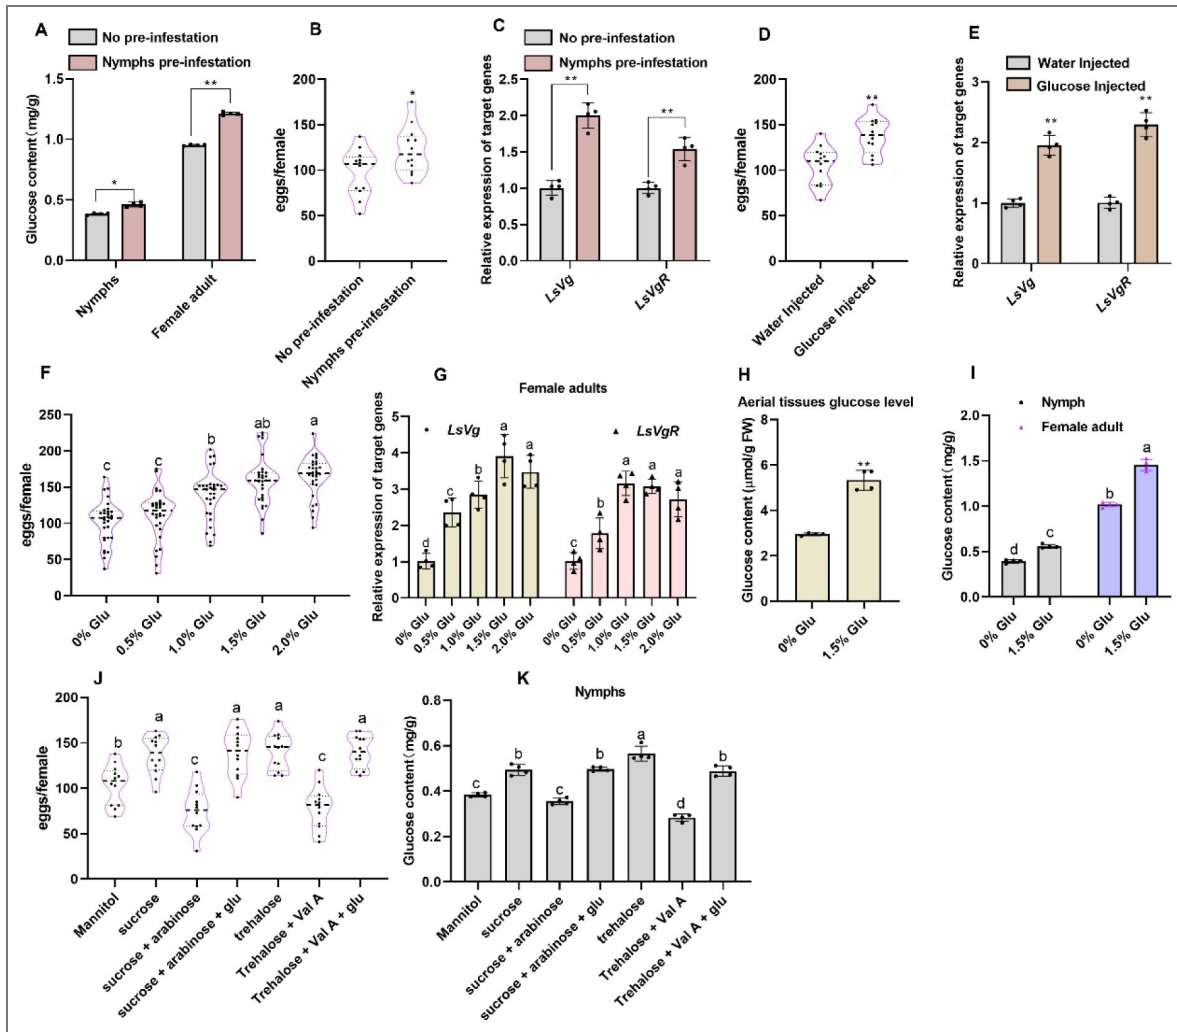 A
No pre-infestation
Nymphs pre-infestation
Glucose content(mg/g)
1.5
1.0
0.5
0.0
*
**
Nymphs
Female adult
B
eggs/female
200
150
100
50
0
*
No pre-infestation
Nymphs pre-infestation
C
No pre-infestation
Nymphs pre-infestation
Relative expression of target genes
2.5
2.0
1.5
1.0
0.5
0.0
**
**
LsVg
LsVgR
D
eggs/female
200
150
100
50
0
**
Water Injected
Glucose Injected
E
Water Injected
Glucose Injected
Relative expression of target genes
3
2
1
0
**
**
LsVg
LsVgR
F
eggs/female
250
200
150
100
50
0
c
c
b
ab
a
0% Glu
0.5% Glu
1.0% Glu
1.5% Glu
2.0% Glu
G
Female adults
LsVg
LsVgR
Relative expression of target genes
5
4
3
2
1
0
d
c
b
a
a
c
b
a
a
a
0% Glu
0.5% Glu
1.0% Glu
1.5% Glu
2.0% Glu
0% Glu
0.5% Glu
1.0% Glu
1.5% Glu
2.0% Glu
H
Aerial tissues glucose level
Glucose content (μmol/g FW)
8
6
4
2
0
**
0% Glu
1.5% Glu
I
Nymph
Female adult
Glucose content(mg/g)
2.0
1.5
1.0
0.5
0.0
d
c
b
a
0% Glu
1.5% Glu
0% Glu
1.5% Glu
J
eggs/female
200
150
100
50
0
b
a
c
a
a
c
a
Mannitol
sucrose
sucrose + arabinose
sucrose + arabinose + glu
trehalose
Trehalose + Val A
Trehalose + Val A + glu
K
Nymphs
Glucose content(mg/g)
0.8
0.6
0.4
0.2
0.0
c
b
c
b
a
d
b
Mannitol
sucrose
sucrose + arabinose
sucrose + arabinose + glu
trehalose
Trehalose + Val A
Trehalose + Val A + glu